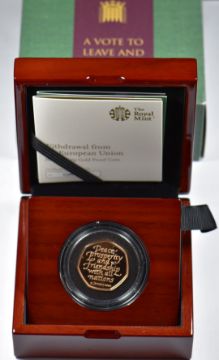 A VOTE TO
LEAVE AND
The
Royal
Mint
Withdrawal from
European Union
Gold Proof Coin
Peace,
prosperity
and
friendship
with all
nations